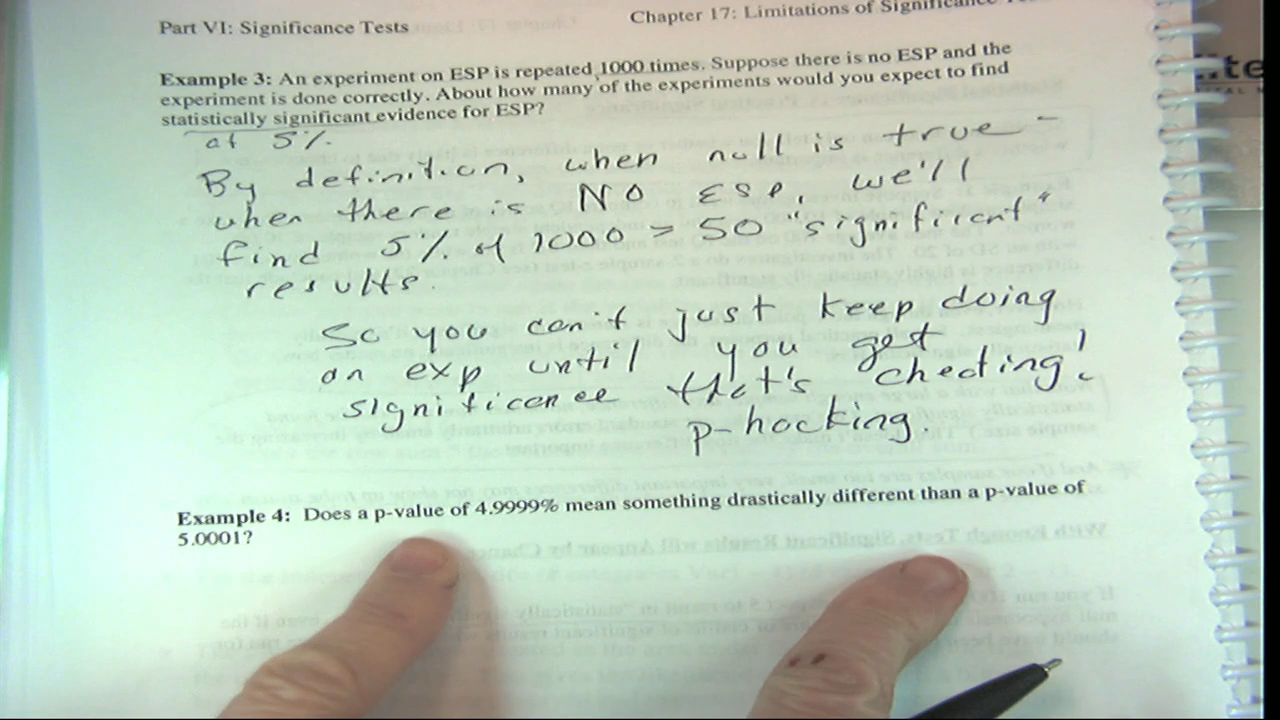 Part VI: Significance Tests
Chapter 17: Limitations of Significance
Example 3: An experiment on ESP is repeated 1000 times. Suppose there is no ESP and the
experiment is done correctly. About how many of the experiments would you expect to find
statistically significant evidence for ESP?
at 5%.
By definition, when null is true -
when there is NO ESP, we'll
find 5% of 1000 = 50 "significant"
results.
So you can't just keep doing
an exp until you get
significance that's cheating!
p-hacking.
Example 4: Does a p-value of 4.9999% mean something drastically different than a p-value of
5.0001?